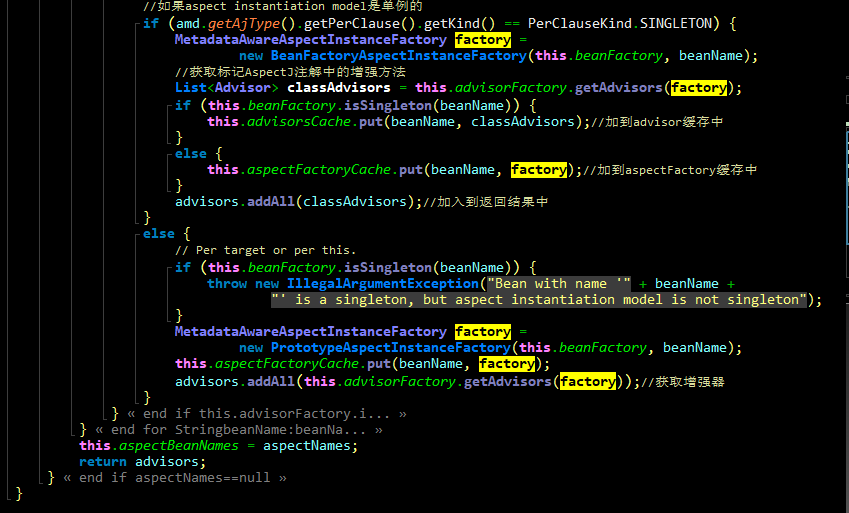 //如果aspect instantiation model是单例的
if (amd.getAjType().getPerClause().getKind() == PerClauseKind.SINGLETON) {
MetadataAwareAspectInstanceFactory factory =
new BeanFactoryAspectInstanceFactory(this.beanFactory, beanName);
//获取标记AspectJ注解中的增强方法
List<Advisor> classAdvisors = this.advisorFactory.getAdvisors(factory);
if (this.beanFactory.isSingleton(beanName)) {
this.advisorsCache.put(beanName, classAdvisors);//加到advisor缓存中
}
else {
this.aspectFactoryCache.put(beanName, factory);//加到aspectFactory缓存中
}
advisors.addAll(classAdvisors);//加入到返回结果中
}
else {
// Per target or per this.
if (this.beanFactory.isSingleton(beanName)) {
throw new IllegalArgumentException("Bean with name '" + beanName +
"' is a singleton, but aspect instantiation model is not singleton");
}
MetadataAwareAspectInstanceFactory factory =
new PrototypeAspectInstanceFactory(this.beanFactory, beanName);
this.aspectFactoryCache.put(beanName, factory);
advisors.addAll(this.advisorFactory.getAdvisors(factory));//获取增强器
}
} « end if this.advisorFactory.i... »
} « end for StringbeanName:beanNa... »
this.aspectBeanNames = aspectNames;
return advisors;
} « end if aspectNames==null »
}